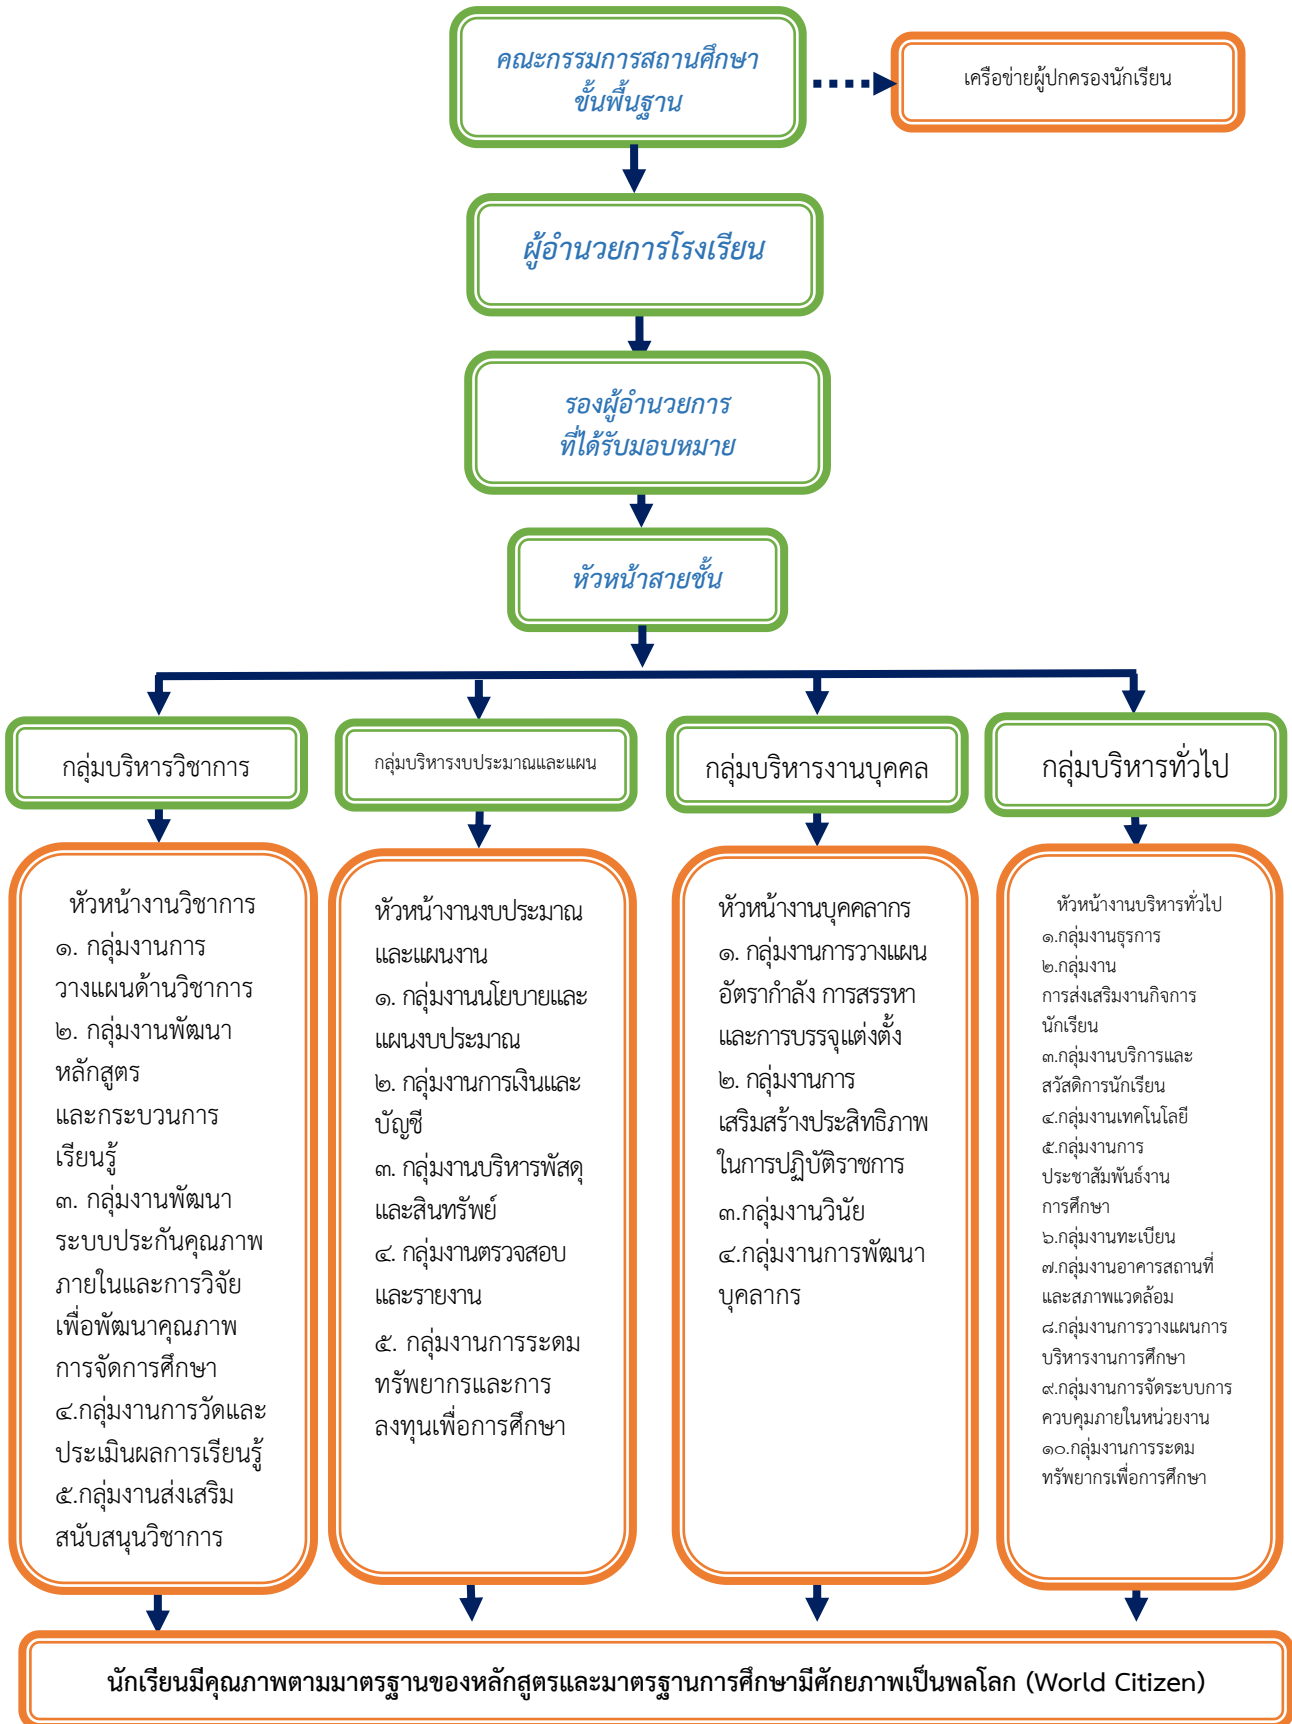 คณะกรรมการสถานศึกษา
ขั้นพื้นฐาน
เครือข่ายผู้ปกครองนักเรียน
ผู้อำนวยการโรงเรียน
รองผู้อำนวยการ
ที่ได้รับมอบหมาย
หัวหน้าสายชั้น
กลุ่มบริหารวิชาการ
กลุ่มบริหารงบประมาณและแผน
กลุ่มบริหารงานบุคคล
กลุ่มบริหารทั่วไป
หัวหน้างานวิชาการ
๑. กลุ่มงานการ
วางแผนด้านวิชาการ
๒. กลุ่มงานพัฒนา
หลักสูตร
และกระบวนการ
เรียนรู้
๓. กลุ่มงานพัฒนา
ระบบประกันคุณภาพ
ภายในและการวิจัย
เพื่อพัฒนาคุณภาพ
การจัดการศึกษา
๔.กลุ่มงานการวัดและ
ประเมินผลการเรียนรู้
๕.กลุ่มงานส่งเสริม
สนับสนุนวิชาการ
หัวหน้างานงบประมาณ
และแผนงาน
๑. กลุ่มงานนโยบายและ
แผนงบประมาณ
๒. กลุ่มงานการเงินและ
บัญชี
๓. กลุ่มงานบริหารพัสดุ
และสินทรัพย์
๔. กลุ่มงานตรวจสอบ
และรายงาน
๕. กลุ่มงานการระดม
ทรัพยากรและการ
ลงทุนเพื่อการศึกษา
หัวหน้างานบุคคลากร
๑. กลุ่มงานการวางแผน
อัตรากำลัง การสรรหา
และการบรรจุแต่งตั้ง
๒. กลุ่มงานการ
เสริมสร้างประสิทธิภาพ
ในการปฏิบัติราชการ
๓.กลุ่มงานวินัย
๔.กลุ่มงานการพัฒนา
บุคลากร
หัวหน้างานบริหารทั่วไป
๑.กลุ่มงานธุรการ
๒.กลุ่มงาน
การส่งเสริมงานกิจการ
นักเรียน
๓.กลุ่มงานบริการและ
สวัสดิการนักเรียน
๔.กลุ่มงานเทคโนโลยี
๕.กลุ่มงานการ
ประชาสัมพันธ์งาน
การศึกษา
๖.กลุ่มงานทะเบียน
๗.กลุ่มงานอาคารสถานที่
และสภาพแวดล้อม
๘.กลุ่มงานการวางแผนการ
บริหารงานการศึกษา
๙.กลุ่มงานการจัดระบบการ
ควบคุมภายในหน่วยงาน
๑๐.กลุ่มงานการระดม
ทรัพยากรเพื่อการศึกษา
นักเรียนมีคุณภาพตามมาตรฐานของหลักสูตรและมาตรฐานการศึกษามีศักยภาพเป็นพลโลก (World Citizen)